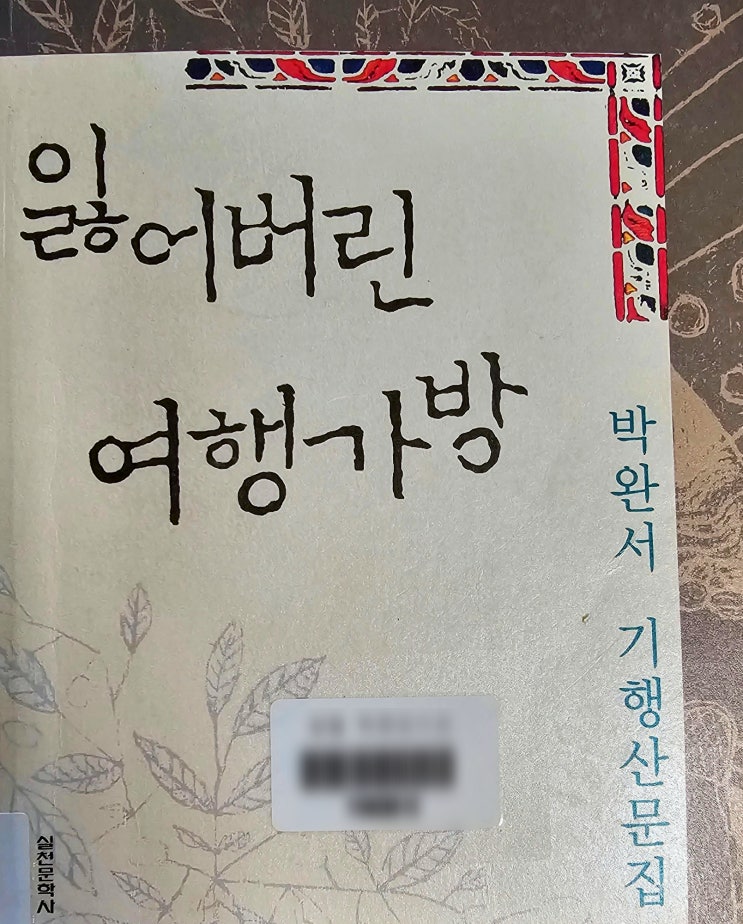 잃어버린
여행가방
박완서 기행산문집
실천문학사